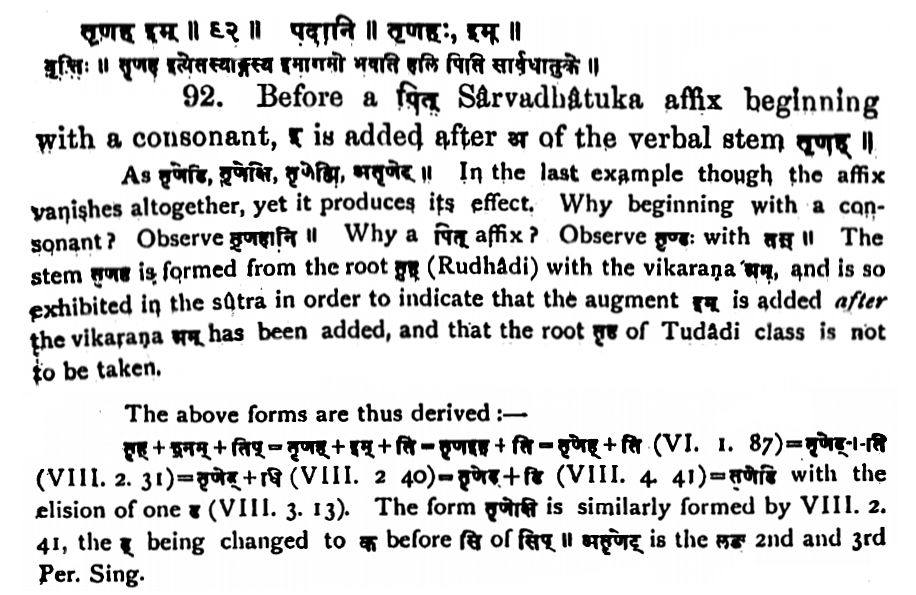 तृणह इम् ॥ ९२ ॥ पदानि ॥ तृणहः, इम् ॥
वृत्तिः ॥ तृणह इत्येतस्याङ्गस्य इमागमो भवति हलि पिति सार्वधातुके ॥
92. Before a पित् Sârvadhâtuka affix beginning
with a consonant, इ is added after अ of the verbal stem तृणह् ॥
As तृणेढि, तृणेक्षि, तृणेह्मि, अतृणेट् ॥ In the last example though the affix
vanishes altogether, yet it produces its effect. Why beginning with a con-
sonant? Observe तृणहानि ॥ Why a पित् affix? Observe तृण्ढः with तस् ॥ The
stem तृणह is formed from the root तृह् (Rudhâdi) with the vikaraṇa श्नम्, and is so
exhibited in the sûtra in order to indicate that the augment इम् is added after
the vikaraṇa श्नम् has been added, and that the root तृह of Tudâdi class is not
to be taken.
The above forms are thus derived :—
तृह् + श्नम् + तिप् = तृणह् + इम् + ति = तृणइह् + ति = तृणेह् + ति (VI. 1. 87)=तृणेढ्+ति
(VIII. 2. 31)=तृणेढ्+धि (VIII. 2 40)=तृणेढ्+ढि (VIII. 4. 41)=तृणेढि with the
elision of one ढ (VIII. 3. 13). The form तृणेक्षि is similarly formed by VIII. 2.
41, the ढ् being changed to क before सि of सिप् ॥ अतृणेट् is the लङ 2nd and 3rd
Per. Sing.